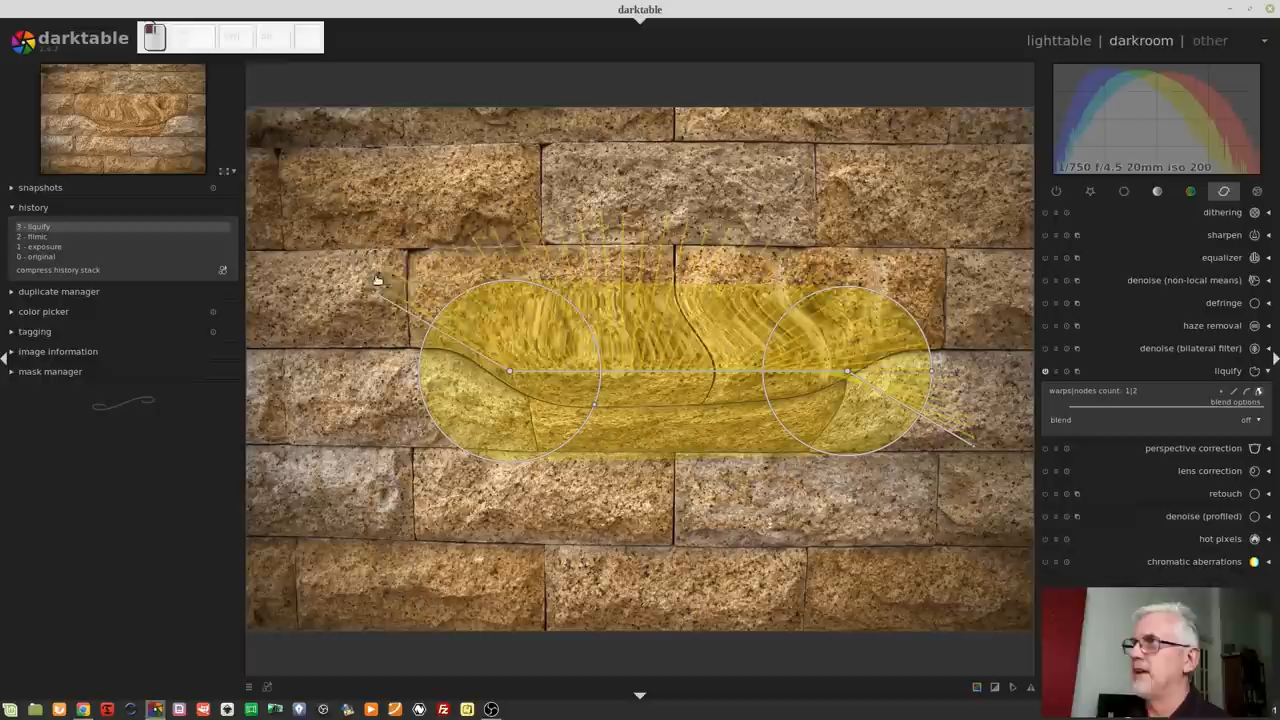 darktable
darktable
lighttable | darkroom | other
1/750 f/4.5 20mm iso 200
snapshots
history
3 - liquify
2 - filmic
1 - exposure
0 - original
compress history stack
duplicate manager
color picker
tagging
image information
mask manager
dithering
sharpen
equalizer
denoise (non-local means)
defringe
haze removal
denoise (bilateral filter)
liquify
warps|nodes count: 1|2
blend options
blend off
perspective correction
lens correction
retouch
denoise (profiled)
hot pixels
chromatic aberrations